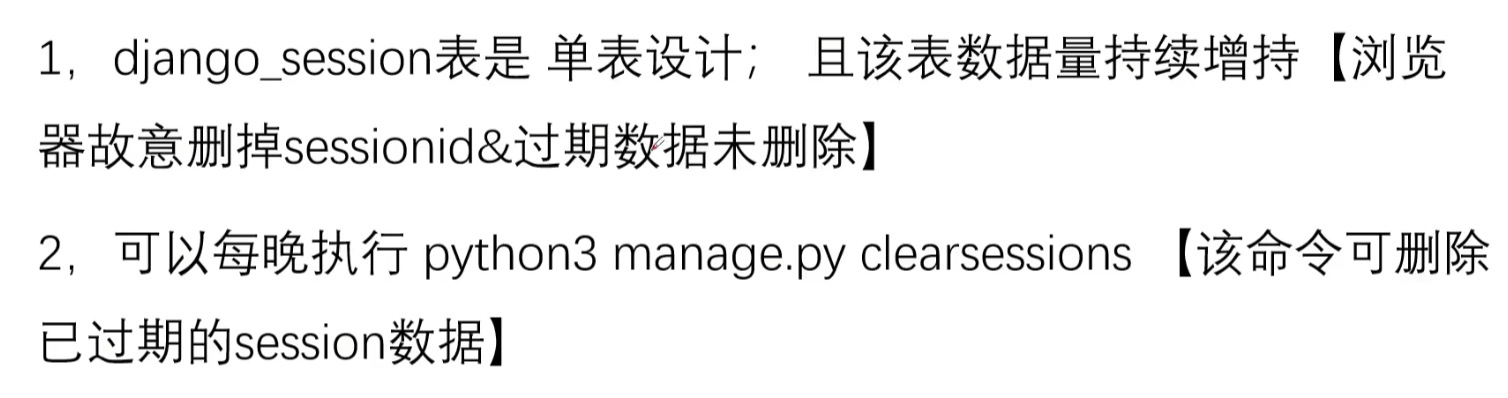 1，django_session表是 单表设计； 且该表数据量持续增持【浏览
器故意删掉sessionid&过期数据未删除】
2，可以每晚执行 python3 manage.py clearsessions 【该命令可删除
已过期的session数据】